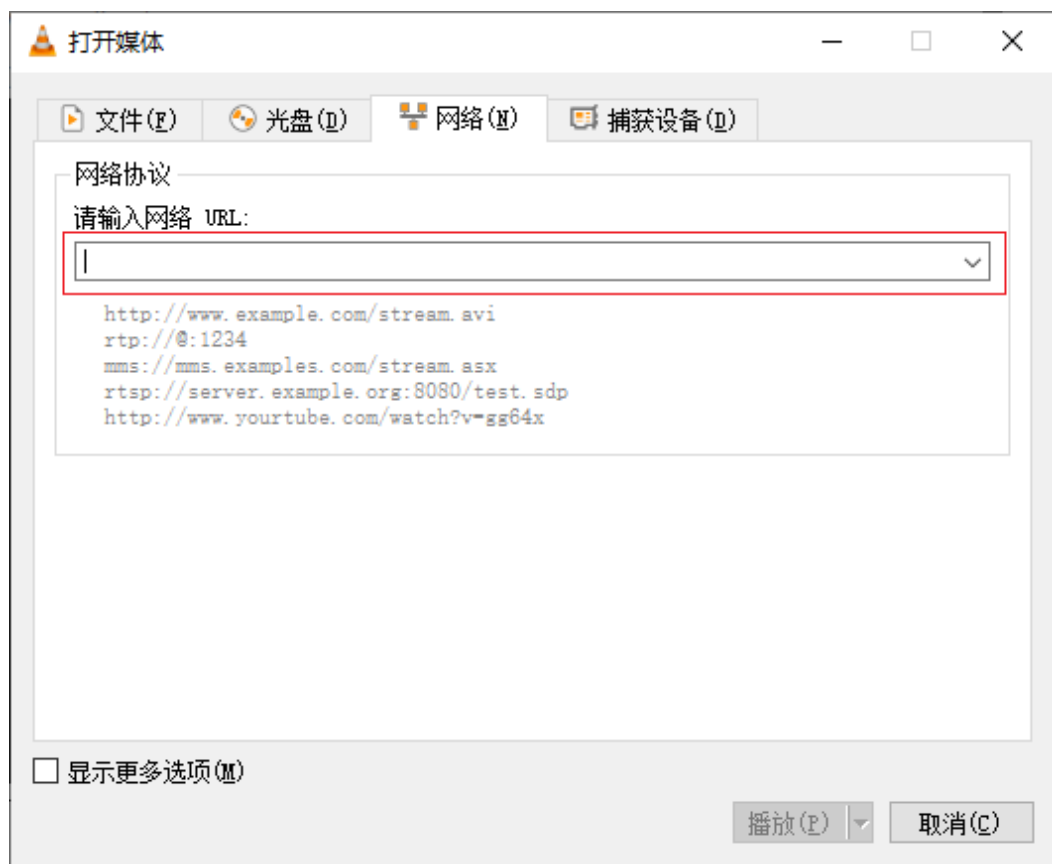 打开媒体
文件(F) 光盘(D) 网络(N) 捕获设备(D)
网络协议
请输入网络 URL:
http://www.example.com/stream.avi
rtp://@:1234
mms://mms.examples.com/stream.asx
rtsp://server.example.org:8080/test.sdp
http://www.yourtube.com/watch?v=gg64x
显示更多选项(M)
播放(P) 取消(C)